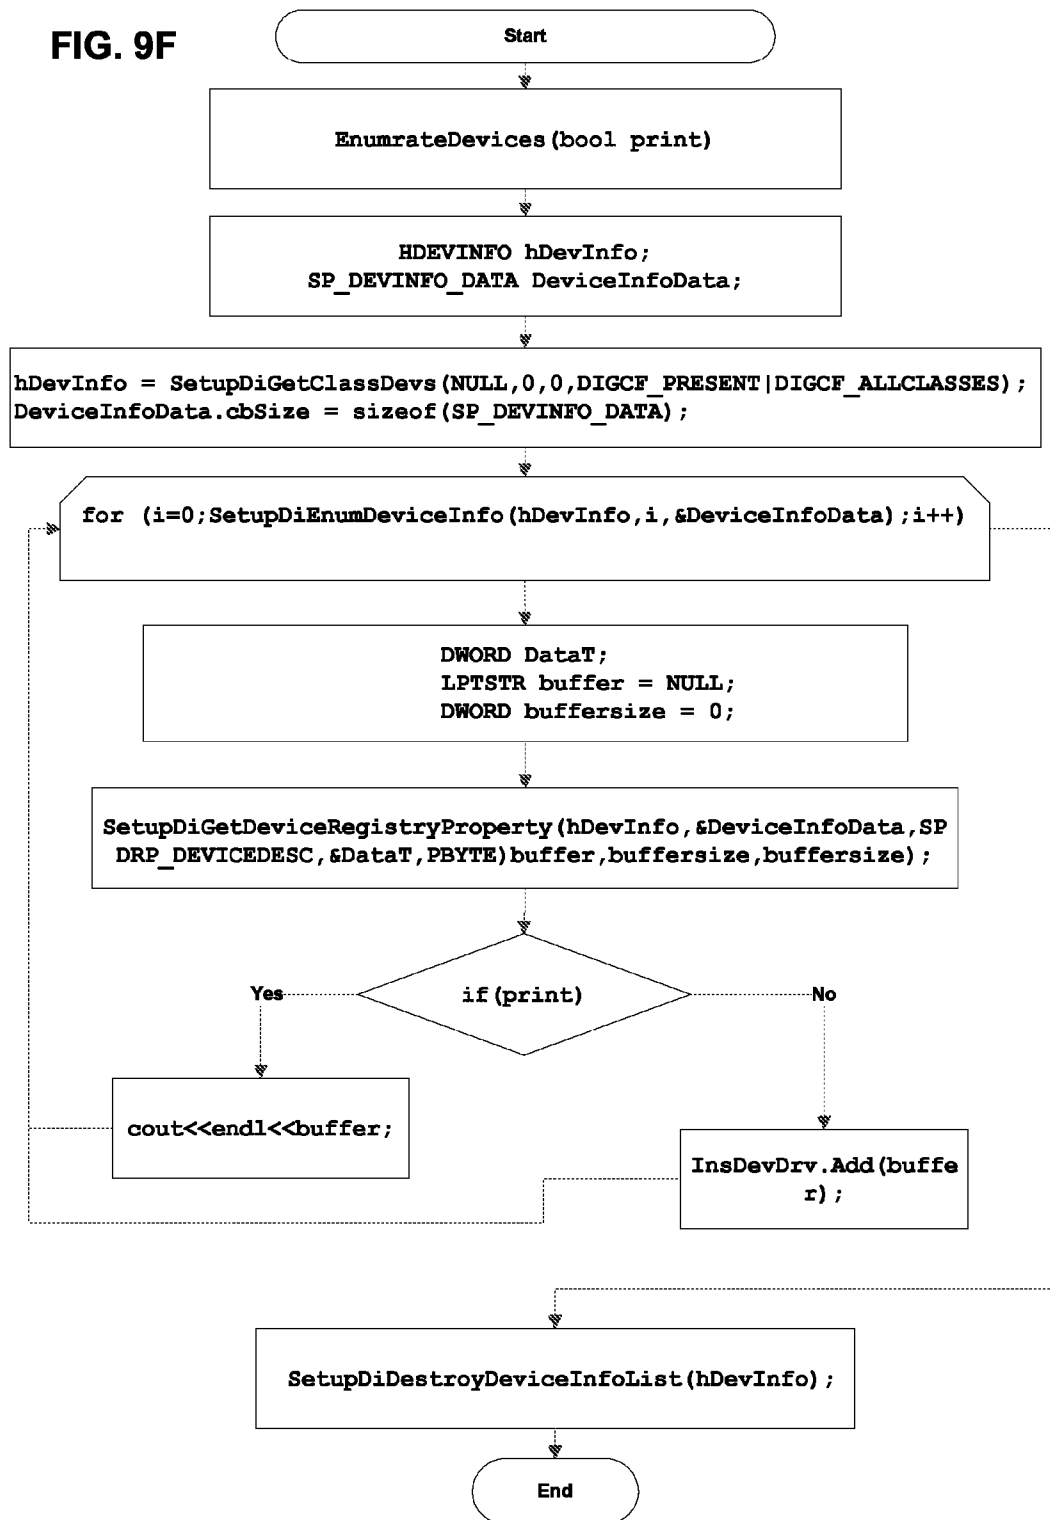 FIG. 9F
Start
EnumrateDevices(bool print)
HDEVINFO hDevInfo;
SP_DEVINFO_DATA DeviceInfoData;
hDevInfo = SetupDiGetClassDevs(NULL,0,0,DIGCF_PRESENT|DIGCF_ALLCLASSES);
DeviceInfoData.cbSize = sizeof(SP_DEVINFO_DATA);
for (i=0;SetupDiEnumDeviceInfo(hDevInfo,i,&DeviceInfoData);i++)
DWORD DataT;
LPTSTR buffer = NULL;
DWORD buffersize = 0;
SetupDiGetDeviceRegistryProperty(hDevInfo,&DeviceInfoData,SP
DRP_DEVICEDESC,&DataT,PBYTE)buffer,buffersize,buffersize);
if(print)
Yes
No
cout<<endl<<buffer;
InsDevDrv.Add(buffe
r);
SetupDiDestroyDeviceInfoList(hDevInfo);
End